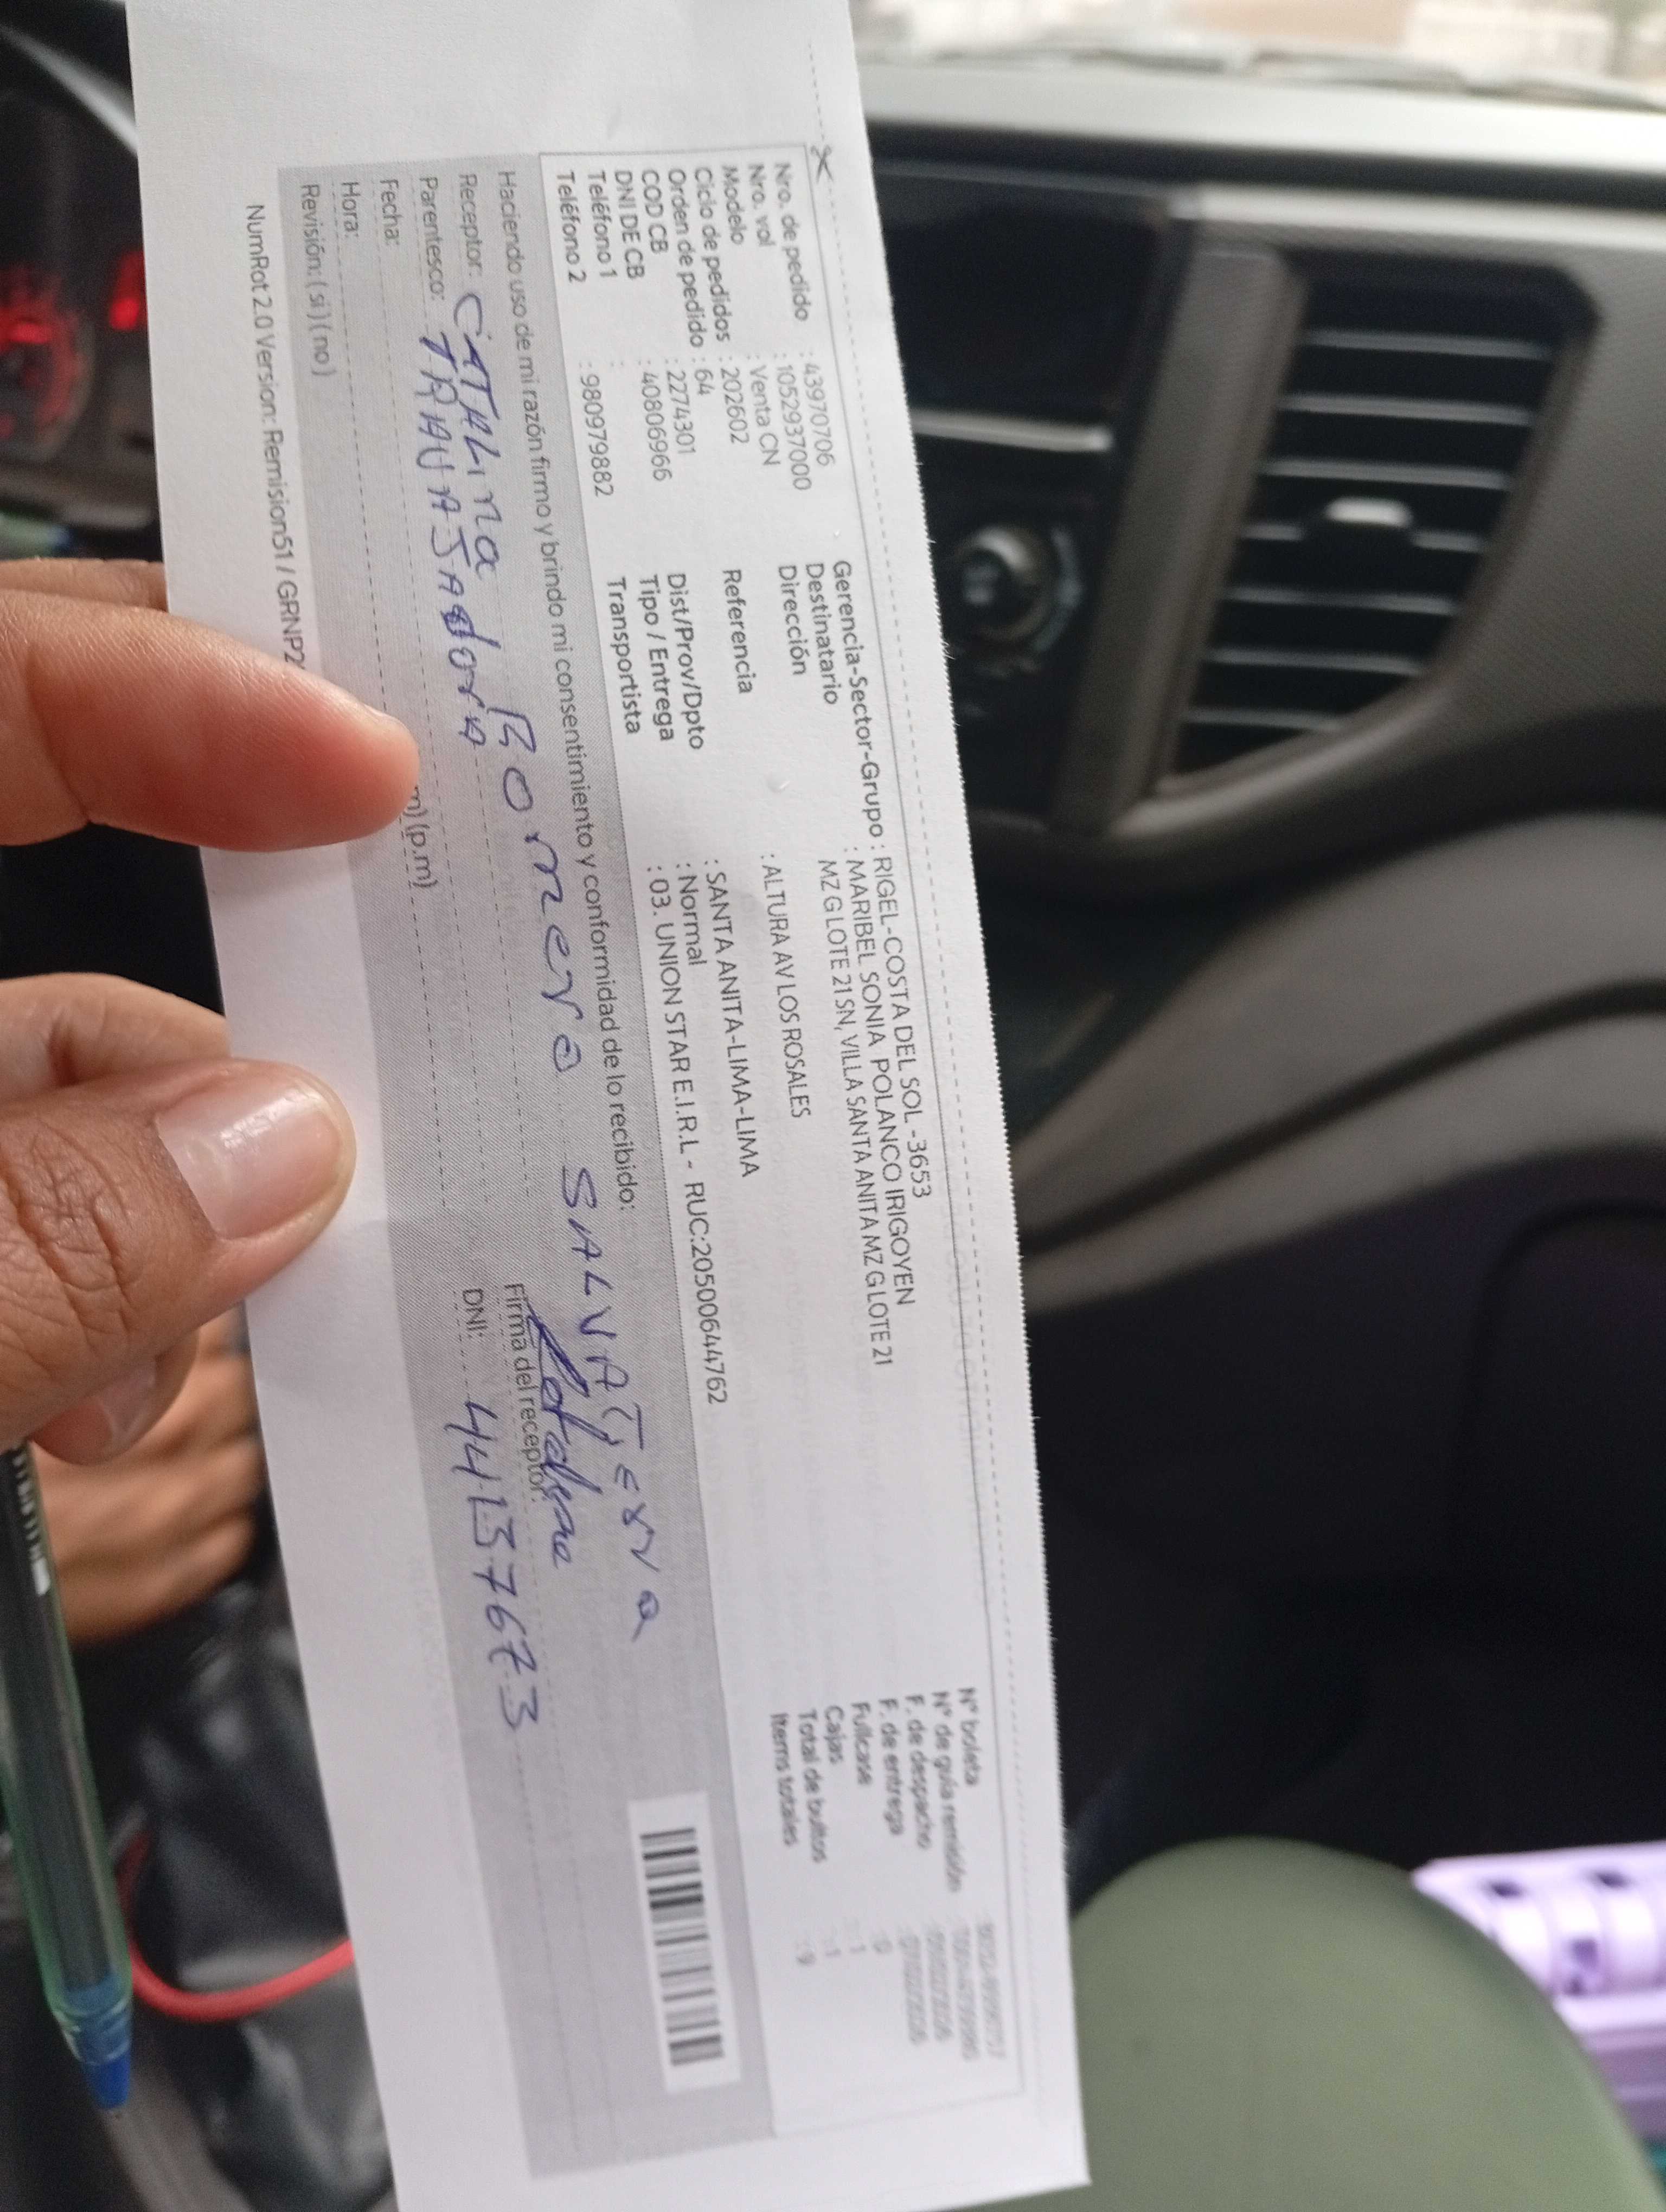 Nro. de pedido : 43970706
Nro. vol : 1052937000
Modelo : Venta CN
Ciclo de pedidos : 202602
Orden de pedido : 64
COD CB : 2274301
DNI DE CB : 40806966
Teléfono 1 :
Teléfono 2 : 980979882
Gerencia-Sector-Grupo : RIGEL-COSTA DEL SOL -3653
Destinatario : MARIBEL SONIA POLANCO IRIGOYEN
Dirección MZ G LOTE 21 SN, VILLA SANTA ANITA MZ G LOTE 21
Referencia : ALTURA AV LOS ROSALES
Dist/Prov/Dpto : SANTA ANITA-LIMA-LIMA
Tipo / Entrega : Normal
Transportista : 03. UNION STAR E.I.R.L - RUC:20500644762
N° boleta
N° de guía remisión
F. de despacho
F. de entrega
Fullcase
Cajas : 1
Total de bultos : 1
Items totales : 9
Haciendo uso de mi razón firmo y brindo mi consentimiento y conformidad de lo recibido:
Receptor: CATALina Romero SALVATierra
Parentesco: TRAUAJAdorA
Fecha:
Hora: m) (p.m)
Revisión: ( si ) ( no )
Firma del receptor:
DNI: 44137673
NumRot 2.0 Version: Remision51 / GRNP2